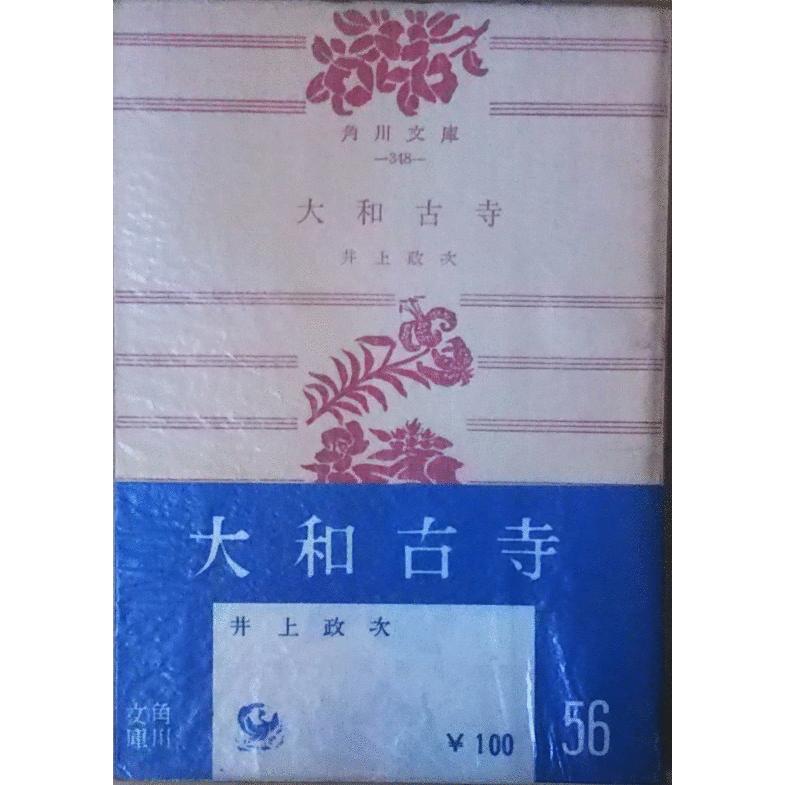 角川文庫
—348—
大和古寺
井上政次
大和古寺
井上政次
角川文庫
¥100
56